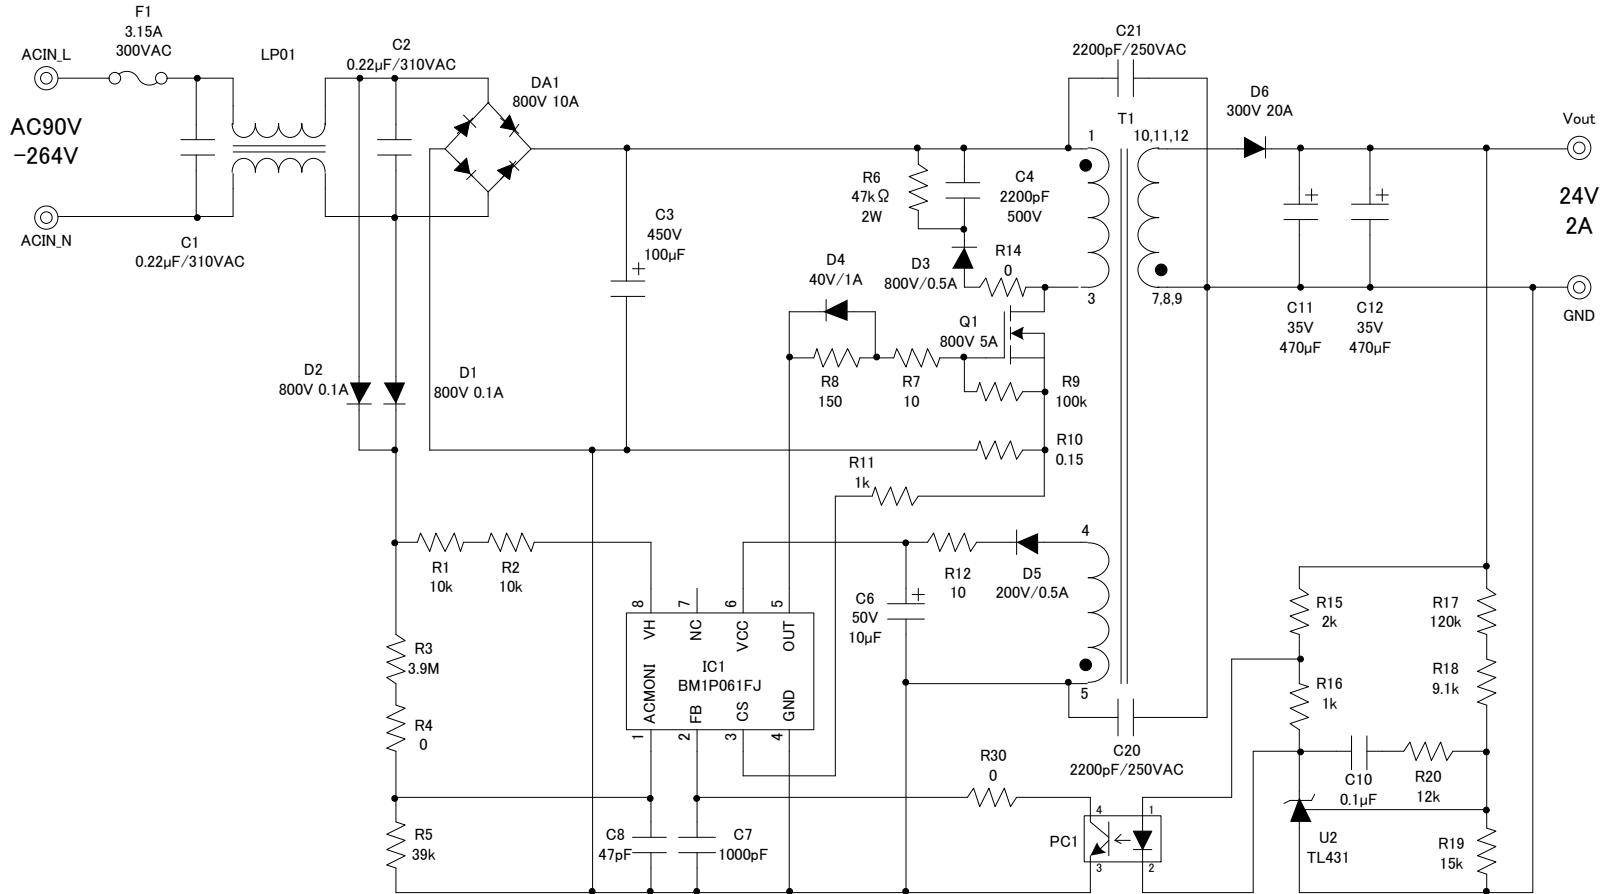 F1
3.15A
300VAC
ACIN_L
LP01
C2
0.22μF/310VAC
DA1
800V 10A
C21
2200pF/250VAC
D6
300V 20A
Vout
AC90V
-264V
T1
1
10,11,12
R6
47kΩ
2W
C4
2200pF
500V
24V
2A
ACIN_N
C1
0.22μF/310VAC
C3
450V
100μF
+
D4
40V/1A
D3
800V/0.5A
R14
0
3
7,8,9
+
+
C11
35V
470μF
C12
35V
470μF
GND
Q1
800V 5A
D2
800V 0.1A
D1
800V 0.1A
R8
150
R7
10
R9
100k
R10
0.15
R11
1k
4
R1
10k
R2
10k
R12
10
D5
200V/0.5A
C6
50V
10μF
+
8
7
6
5
VH
NC
VCC
OUT
IC1
BM1P061FJ
ACMONI
FB
CS
GND
1
2
3
4
5
R15
2k
R17
120k
R3
3.9M
R16
1k
R18
9.1k
R4
0
C20
2200pF/250VAC
R30
0
C10
0.1μF
R20
12k
R5
39k
C8
47pF
C7
1000pF
PC1
4
1
3
2
U2
TL431
R19
15k